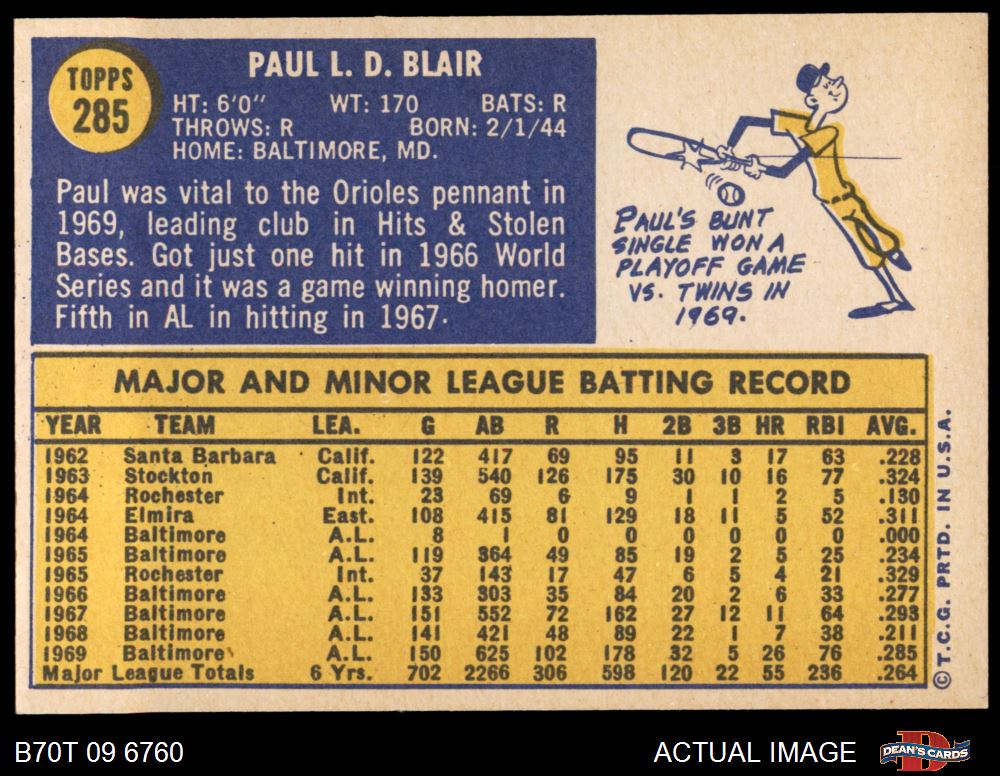 TOPPS
285
PAUL L. D. BLAIR
HT: 6'0" WT: 170 BATS: R
THROWS: R BORN: 2/1/44
HOME: BALTIMORE, MD.
Paul was vital to the Orioles pennant in
1969, leading club in Hits & Stolen
Bases. Got just one hit in 1966 World
Series and it was a game winning homer.
Fifth in AL in hitting in 1967.
PAUL'S BUNT
SINGLE WON A
PLAYOFF GAME
VS. TWINS IN
1969.
MAJOR AND MINOR LEAGUE BATTING RECORD
YEAR TEAM LEA. G AB R H 2B 3B HR RBI AVG.
1962 Santa Barbara Calif. 122 417 69 95 11 3 17 63 .228
1963 Stockton Calif. 139 540 126 175 30 10 16 77 .324
1964 Rochester Int. 23 69 6 9 1 1 2 5 .130
1964 Elmira East. 108 415 81 129 18 11 5 52 .311
1964 Baltimore A.L. 8 1 0 0 0 0 0 0 .000
1965 Baltimore A.L. 119 364 49 85 19 2 5 25 .234
1965 Rochester Int. 37 143 17 47 6 5 4 21 .329
1966 Baltimore A.L. 133 303 35 84 20 2 6 33 .277
1967 Baltimore A.L. 151 552 72 162 27 12 11 64 .293
1968 Baltimore A.L. 141 421 48 89 22 1 7 38 .211
1969 Baltimore A.L. 150 625 102 178 32 5 26 76 .285
Major League Totals 6 Yrs. 702 2266 306 598 120 22 55 236 .264
© T.C.G. PRTD. IN U.S.A.
B70T 09 6760
ACTUAL IMAGE
DEAN'S CARDS